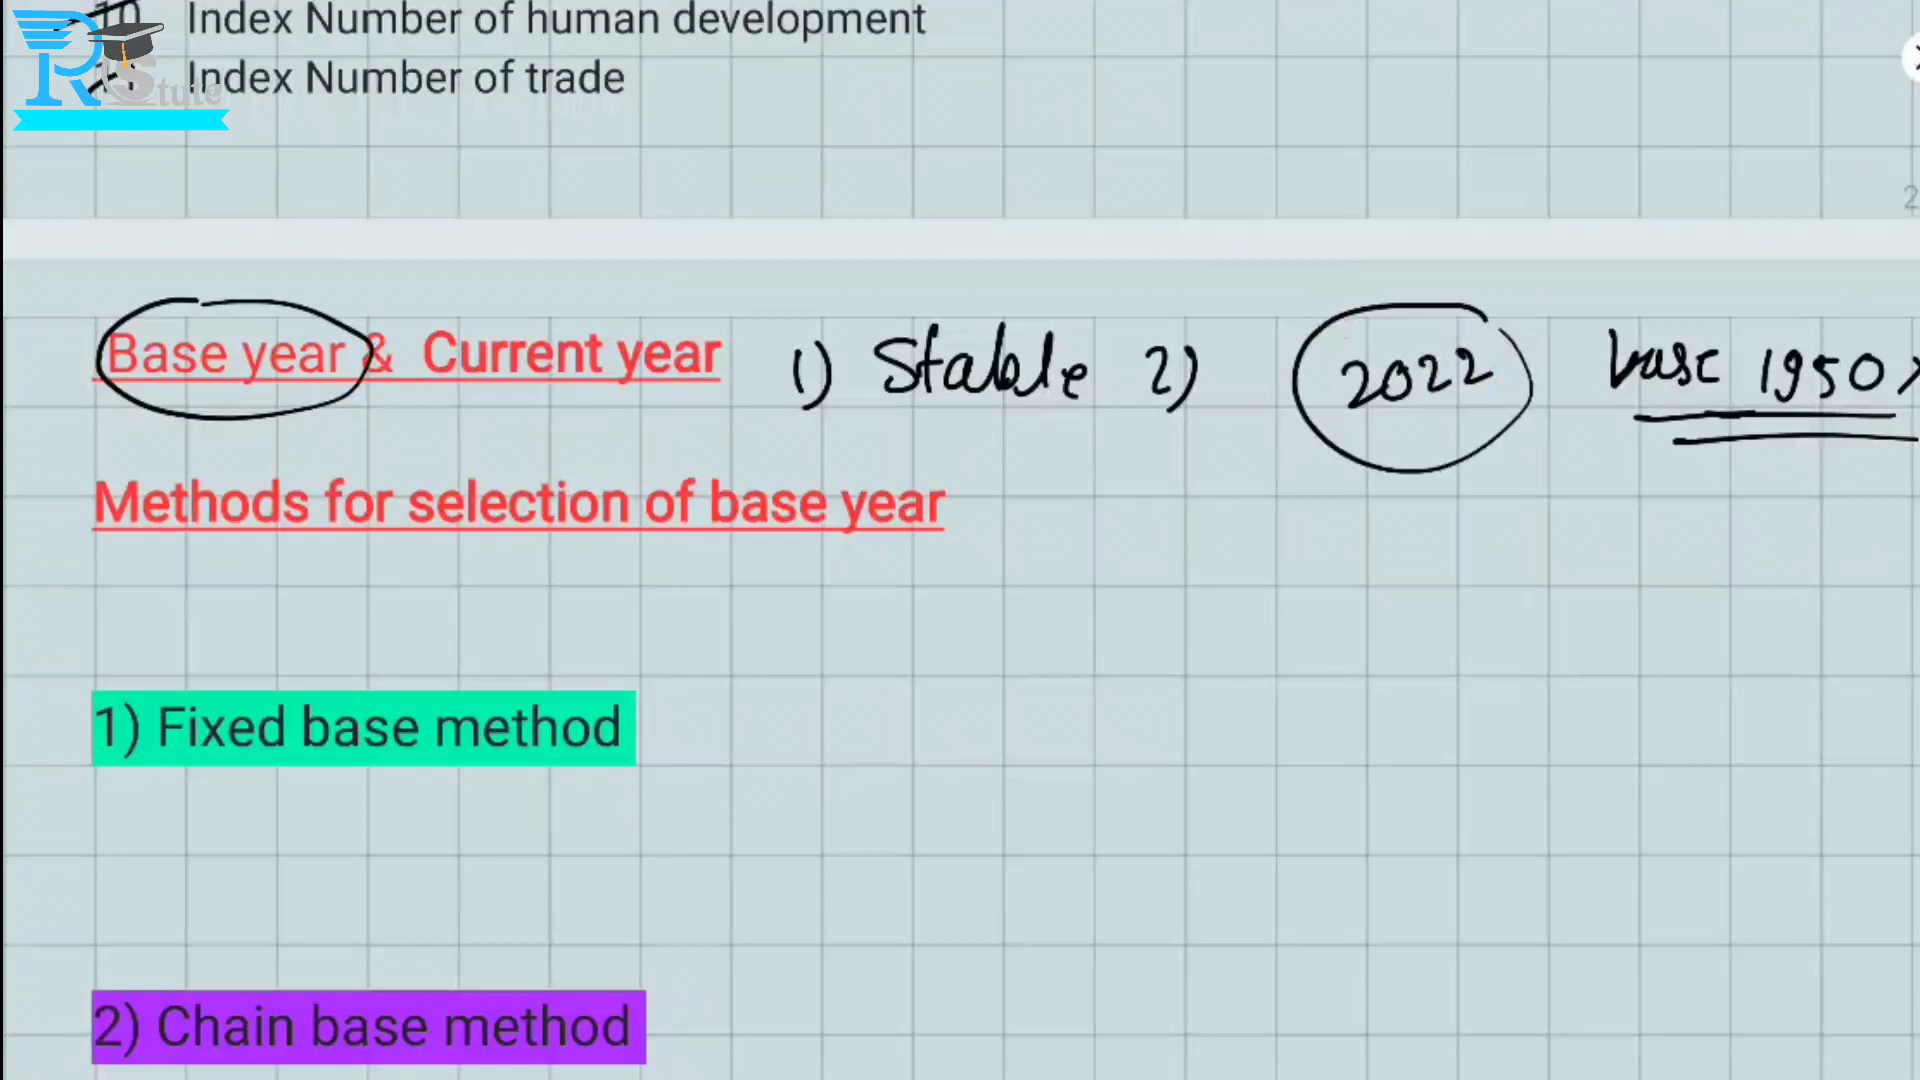 10. Index Number of human development
Index Number of trade
Base year & Current year 1) Stable 2) 2022 base 1950 x
Methods for selection of base year
1) Fixed base method
2) Chain base method